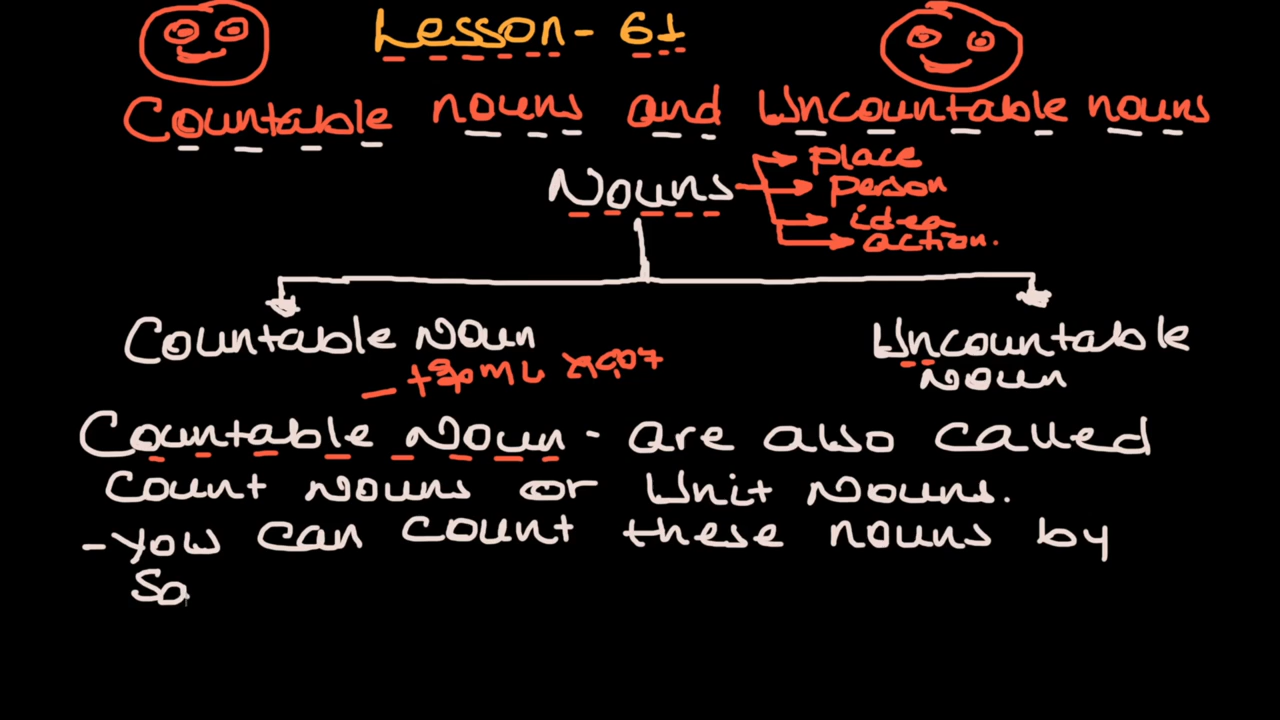 Lesson - 61
Countable nouns and Uncountable nouns
Nouns
place
person
idea
action.
Countable Noun
Uncountable Noun
Countable Noun - are also called
Count Nouns or Unit Nouns.
- you can count these nouns by
Sa